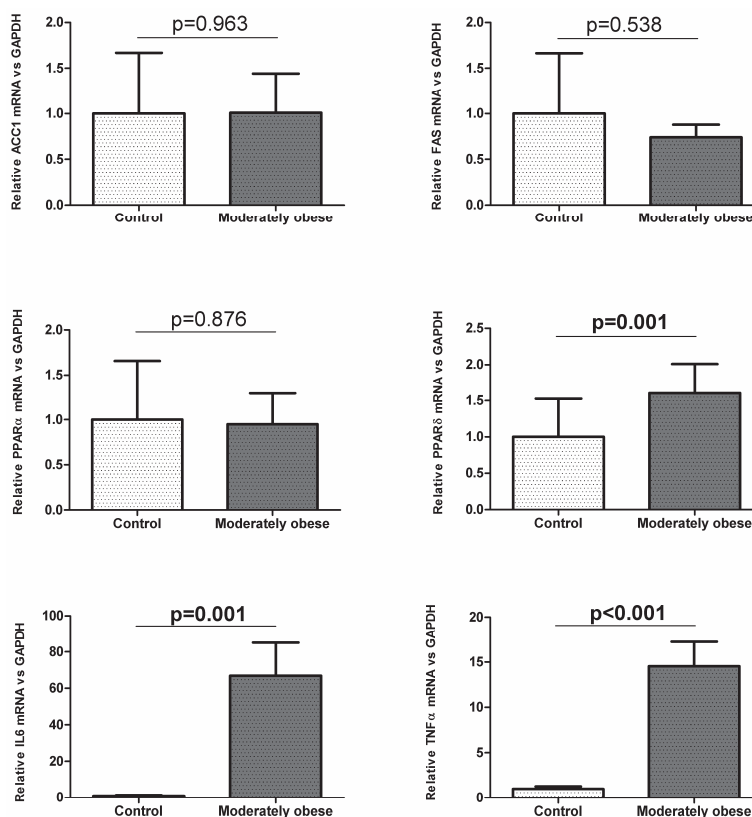 p=0.963
Relative ACC1 mRNA vs GAPDH
2.0
1.5
1.0
0.5
0.0
Control Moderately obese
p=0.538
Relative FAS mRNA vs GAPDH
2.0
1.5
1.0
0.5
0.0
Control Moderately obese
p=0.876
Relative PPARα mRNA vs GAPDH
2.0
1.5
1.0
0.5
0.0
Control Moderately obese
p=0.001
Relative PPARδ mRNA vs GAPDH
2.5
2.0
1.5
1.0
0.5
0.0
Control Moderately obese
p=0.001
Relative IL6 mRNA vs GAPDH
100
80
60
40
20
0
Control Moderately obese
p<0.001
Relative TNFα mRNA vs GAPDH
20
15
10
5
0
Control Moderately obese